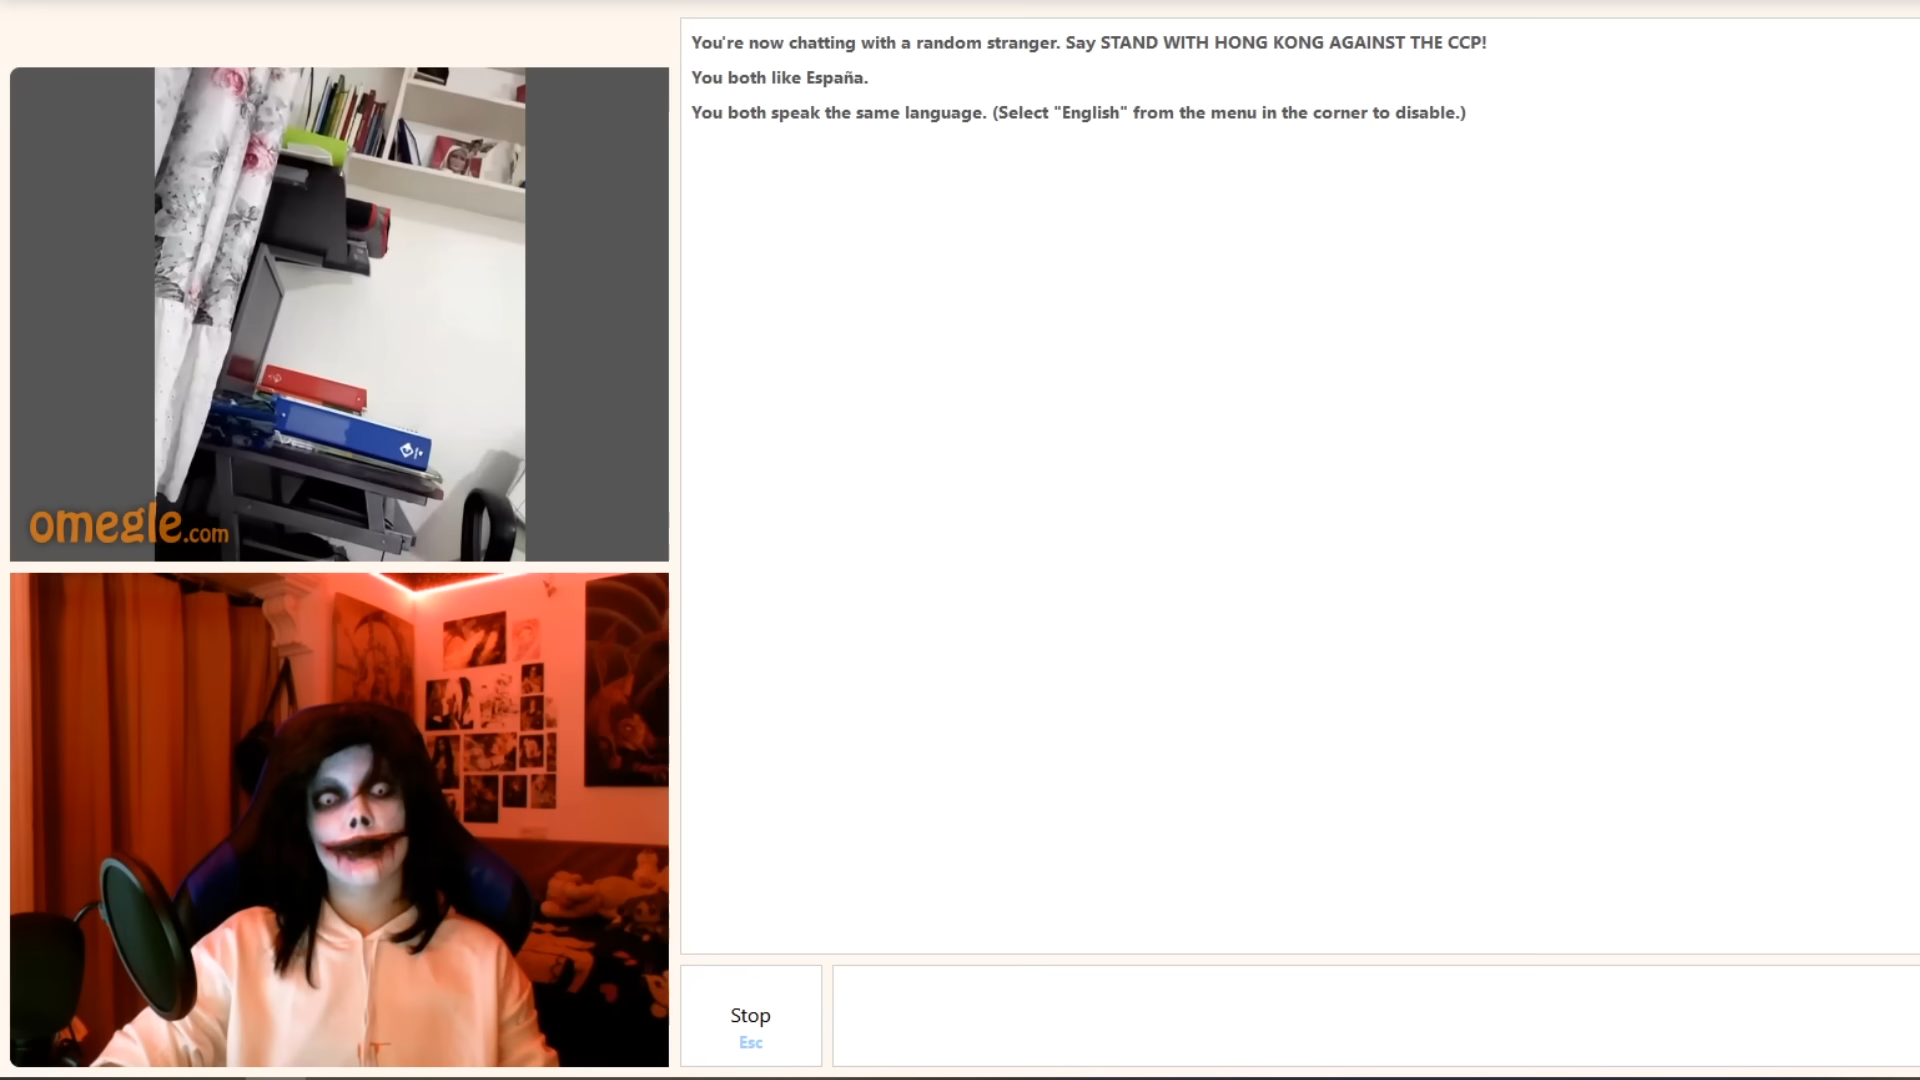 You're now chatting with a random stranger. Say STAND WITH HONG KONG AGAINST THE CCP!
You both like España.
You both speak the same language. (Select "English" from the menu in the corner to disable.)
omegle.com
Stop
Esc